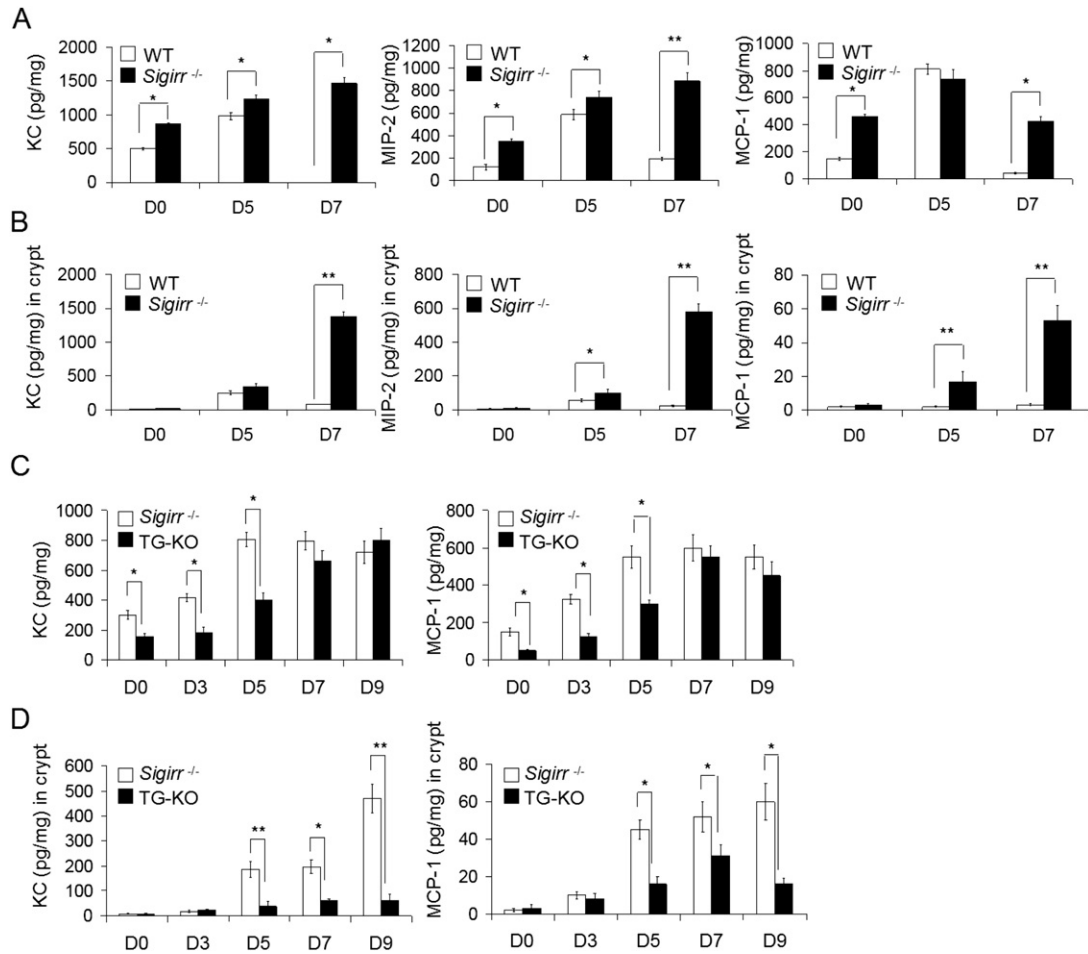 A
KC (pg/mg)
2000
1500
1000
500
0
WT
Sigirr -/-
*
*
*
D0 D5 D7
MIP-2 (pg/mg)
1200
1000
800
600
400
200
0
WT
Sigirr -/-
*
*
**
D0 D5 D7
MCP-1 (pg/mg)
1000
800
600
400
200
0
WT
Sigirr -/-
*
*
D0 D5 D7
B
KC (pg/mg) in crypt
2000
1500
1000
500
0
WT
Sigirr -/-
**
D0 D5 D7
MIP-2 (pg/mg) in crypt
800
600
400
200
0
WT
Sigirr -/-
*
**
D0 D5 D7
MCP-1 (pg/mg) in crypt
60
40
20
0
WT
Sigirr -/-
**
**
D0 D5 D7
C
KC (pg/mg)
1000
800
600
400
200
0
Sigirr -/-
TG-KO
*
*
*
D0 D3 D5 D7 D9
MCP-1 (pg/mg)
800
600
400
200
0
Sigirr -/-
TG-KO
*
*
*
D0 D3 D5 D7 D9
D
KC (pg/mg) in crypt
600
500
400
300
200
100
0
Sigirr -/-
TG-KO
**
*
**
D0 D3 D5 D7 D9
MCP-1 (pg/mg) in crypt
80
60
40
20
0
Sigirr -/-
TG-KO
*
*
*
D0 D3 D5 D7 D9